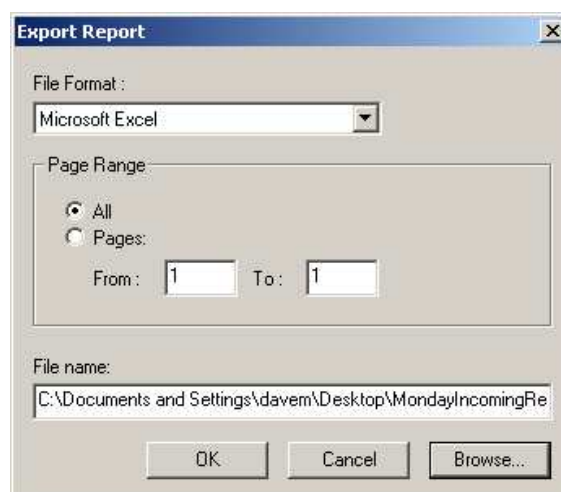 Export Report
File Format :
Microsoft Excel
Page Range
All
Pages:
From : 1 To : 1
File name:
C:\Documents and Settings\davem\Desktop\MondayIncomingRe
OK Cancel Browse...